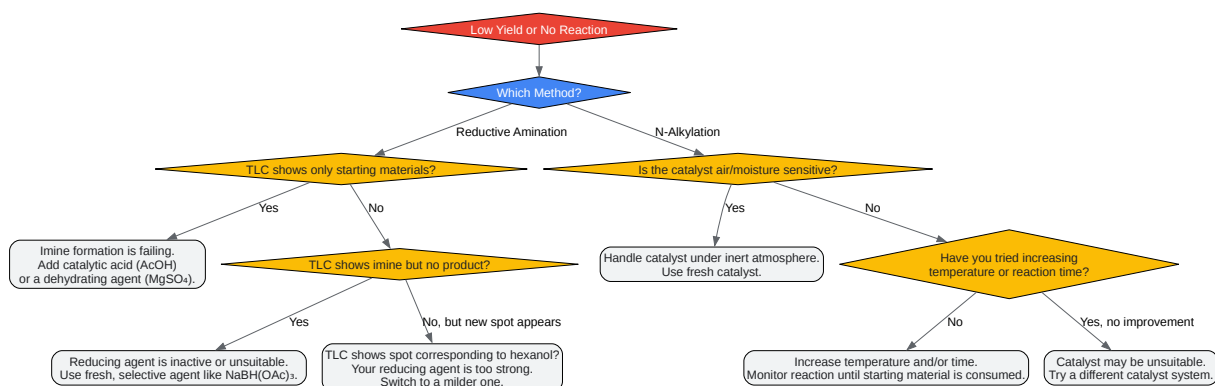 Low Yield or No Reaction
Which Method?
Reductive Amination
N-Alkylation
TLC shows only starting materials?
Is the catalyst air/moisture sensitive?
Yes
No
Yes
No
Imine formation is failing.
Add catalytic acid (AcOH)
or a dehydrating agent (MgSO₄).
TLC shows imine but no product?
Handle catalyst under inert atmosphere.
Use fresh catalyst.
Have you tried increasing
temperature or reaction time?
Yes
No, but new spot appears
No
Yes, no improvement
Reducing agent is inactive or unsuitable.
Use fresh, selective agent like NaBH(OAc)₃.
TLC shows spot corresponding to hexanol?
Your reducing agent is too strong.
Switch to a milder one.
Increase temperature and/or time.
Monitor reaction until starting material is consumed.
Catalyst may be unsuitable.
Try a different catalyst system.